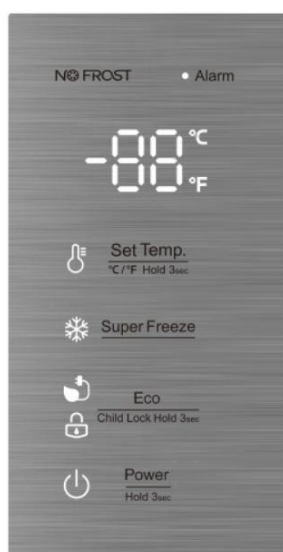 NO FROST
Alarm
-88 °C
°F
Set Temp.
°C/°F Hold 3sec
Super Freeze
Eco
Child Lock Hold 3sec
Power
Hold 3sec